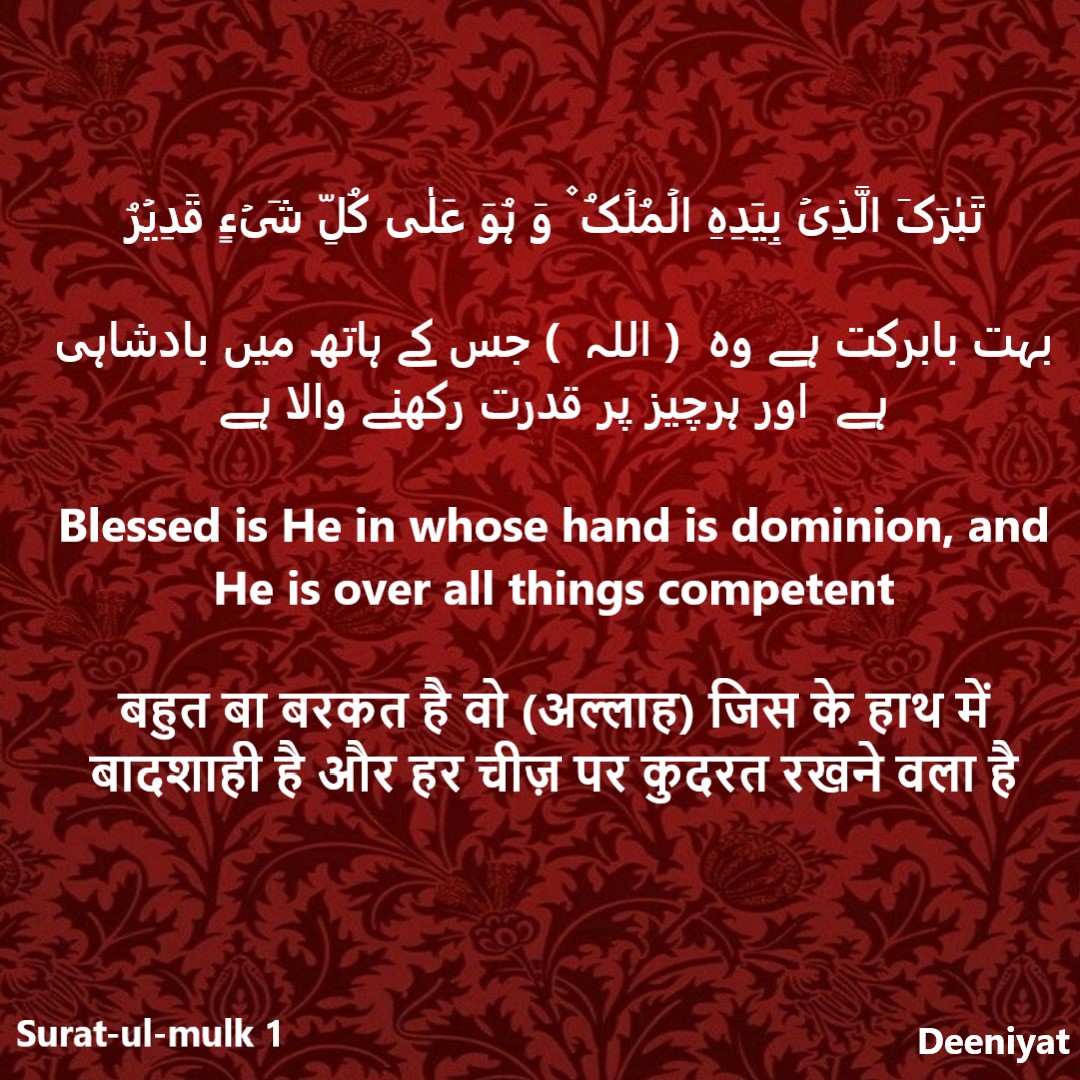 تَبٰرَکَ الَّذِیۡ بِیَدِہِ الۡمُلۡکُ ۫ وَ ہُوَ عَلٰی کُلِّ شَیۡءٍ قَدِیۡرٌ
بہت بابرکت ہے وہ ( اللہ ) جس کے ہاتھ میں بادشاہی
ہے اور ہرچیز پر قدرت رکھنے والا ہے
Blessed is He in whose hand is dominion, and
He is over all things competent
बहुत बा बरकत है वो (अल्लाह) जिस के हाथ में
बादशाही है और हर चीज़ पर कुदरत रखने वला है
Surat-ul-mulk 1
Deeniyat